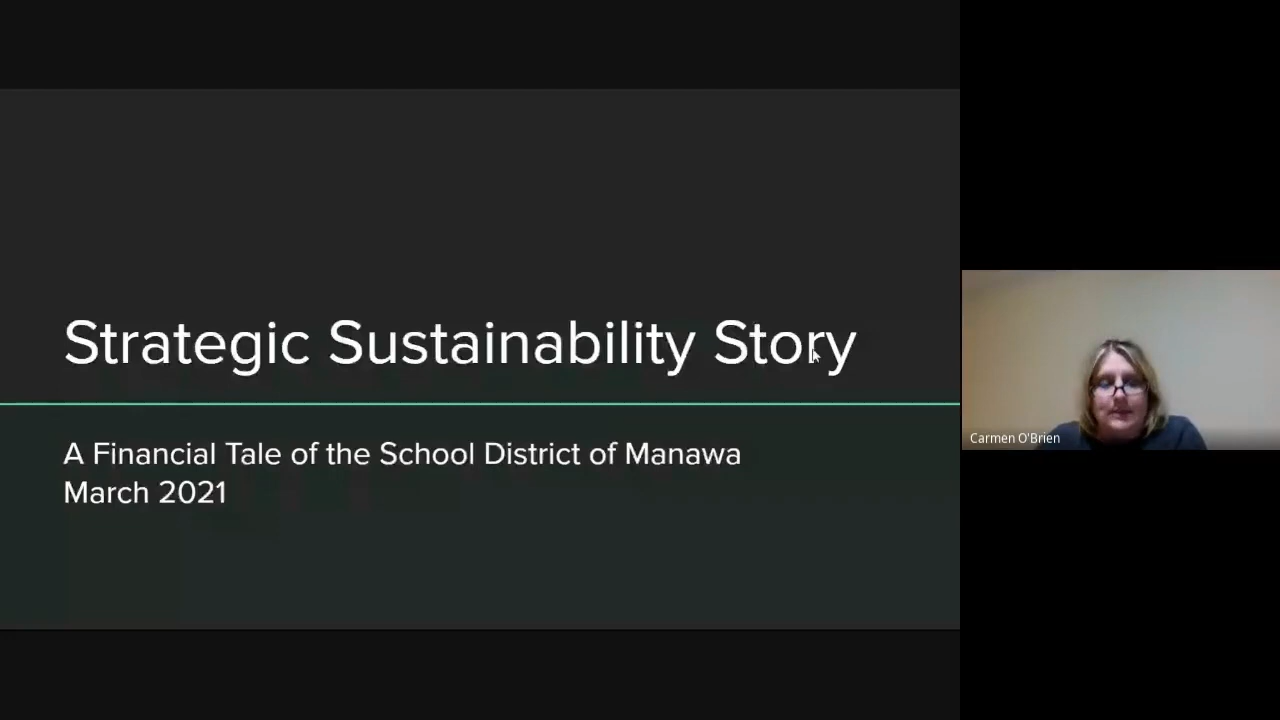 Strategic Sustainability Story
A Financial Tale of the School District of Manawa
March 2021
Carmen O'Brien